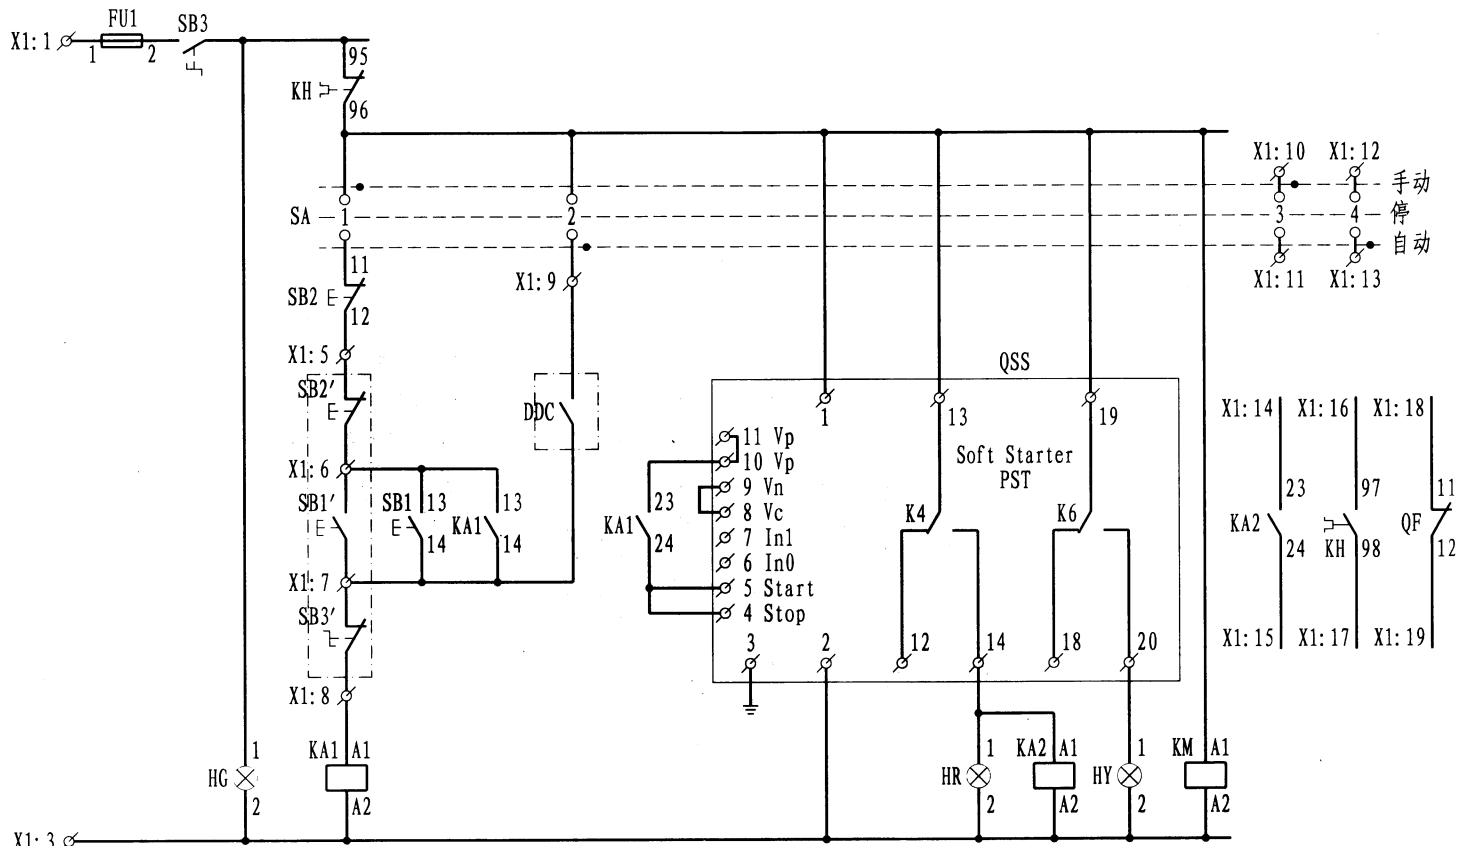 FU1
SB3
X1:1
1
2
95
KH
96
X1:10
X1:12
手动
SA
1
2
3
4
停
自动
X1:11
X1:13
11
SB2
12
X1:9
X1:5
QSS
SB2′
DDC
1
13
19
X1:14
X1:16
X1:18
11 Vp
10 Vp
9 Vn
8 Vc
7 In1
6 In0
5 Start
4 Stop
Soft Starter
PST
X1:6
SB1′
SB1
13
14
KA1
13
14
KA1
23
24
K4
K6
KA2
23
24
97
KH
98
11
QF
12
X1:7
SB3′
3
2
12
14
18
20
X1:15
X1:17
X1:19
X1:8
HG
1
2
KA1
A1
A2
HR
1
2
KA2
A1
A2
HY
1
2
KM
A1
A2
X1:3